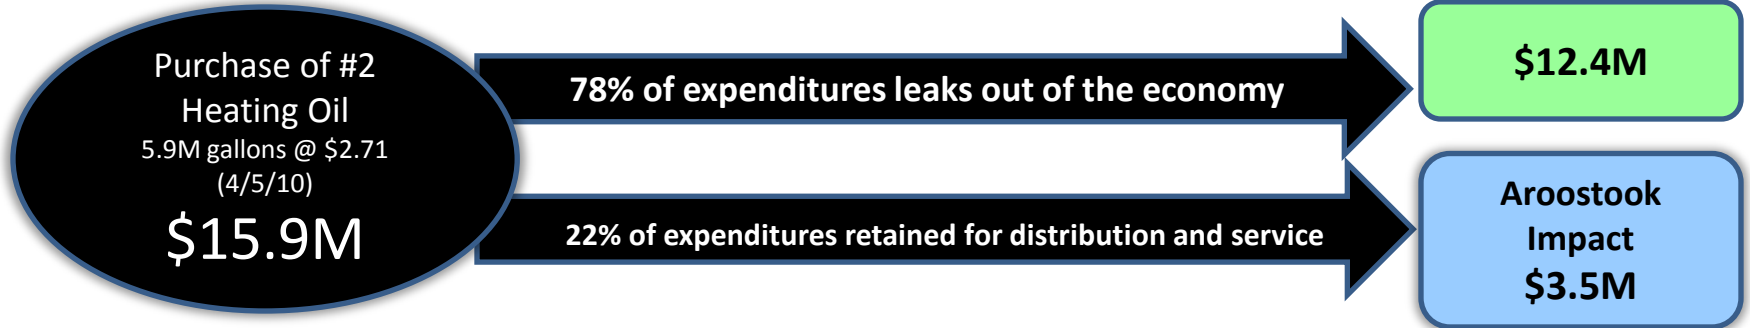 Purchase of #2
Heating Oil
5.9M gallons @ $2.71
(4/5/10)
$15.9M
78% of expenditures leaks out of the economy
$12.4M
22% of expenditures retained for distribution and service
Aroostook
Impact
$3.5M